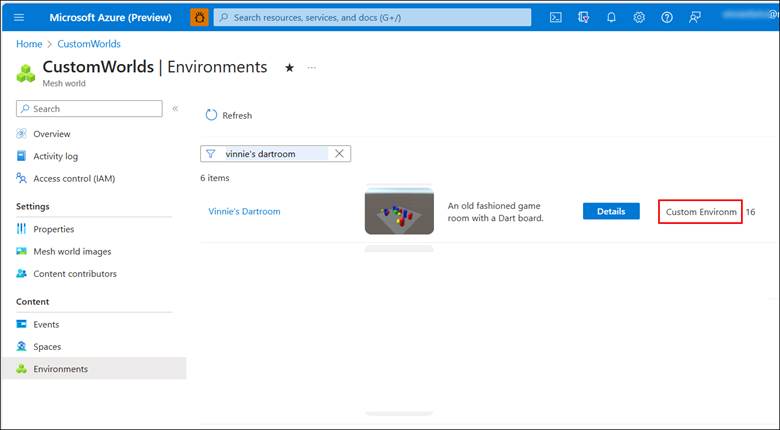 Microsoft Azure (Preview)
Search resources, services, and docs (G+/)
Home > CustomWorlds
CustomWorlds | Environments
Mesh world
Search
Overview
Activity log
Access control (IAM)
Settings
Properties
Mesh world images
Content contributors
Content
Events
Spaces
Environments
Refresh
vinnie's dartroom
6 items
Vinnie's Dartroom
An old fashioned game
room with a Dart board.
Details
Custom Environm
16